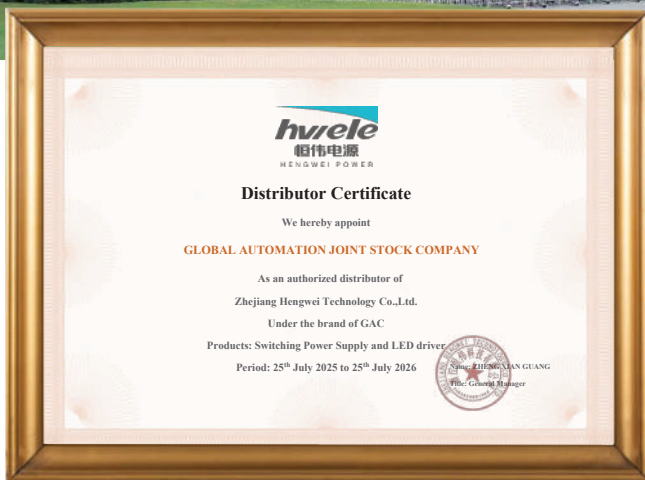 hwele
恒伟电源
HENGWEI POWER
Distributor Certificate
We hereby appoint
GLOBAL AUTOMATION JOINT STOCK COMPANY
As an authorized distributor of
Zhejiang Hengwei Technology Co.,Ltd.
Under the brand of GAC
Products: Switching Power Supply and LED driver
Period: 25th July 2025 to 25th July 2026
Name: ZHENG XIAN GUANG
Title: General Manager